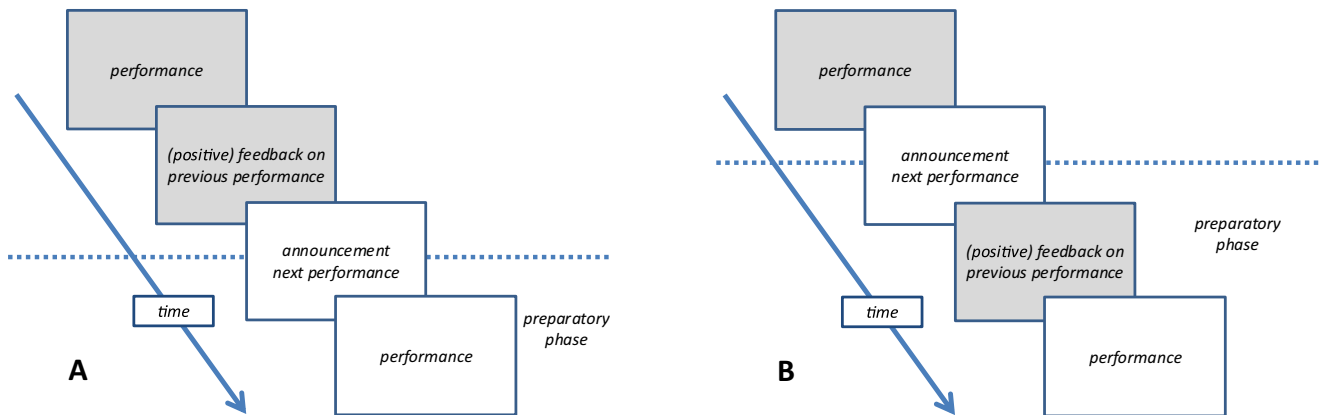 performance
(positive) feedback on
previous performance
announcement
next performance
time
preparatory
phase
performance
A
performance
announcement
next performance
preparatory
phase
(positive) feedback on
previous performance
time
performance
B